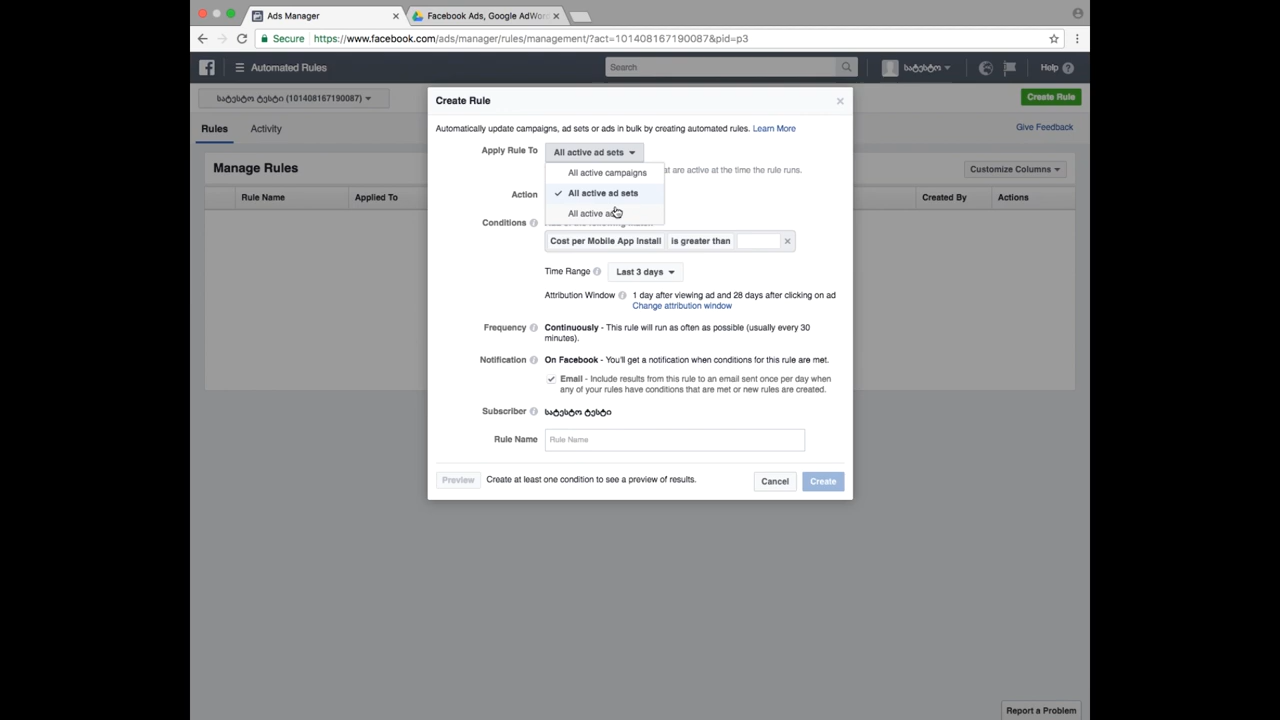 Ads Manager
Facebook Ads, Google AdWor
Secure https://www.facebook.com/ads/manager/rules/management/?act=101408167190087&pid=p3
Automated Rules
Search
სატესტო
Help
სატესტო ტესტი (101408167190087)
Create Rule
Rules
Activity
Give Feedback
Manage Rules
Customize Columns
Rule Name
Applied To
Created By
Actions
Create Rule
Automatically update campaigns, ad sets or ads in bulk by creating automated rules. Learn More
Apply Rule To
All active ad sets
All active campaigns
at are active at the time the rule runs.
All active ad sets
Action
All active
Conditions
Cost per Mobile App Install is greater than
Time Range
Last 3 days
Attribution Window
1 day after viewing ad and 28 days after clicking on ad
Change attribution window
Frequency
Continuously - This rule will run as often as possible (usually every 30
minutes).
Notification
On Facebook - You'll get a notification when conditions for this rule are met.
Email - Include results from this rule to an email sent once per day when
any of your rules have conditions that are met or new rules are created.
Subscriber
სატესტო ტესტი
Rule Name
Rule Name
Preview
Create at least one condition to see a preview of results.
Cancel
Create
Report a Problem